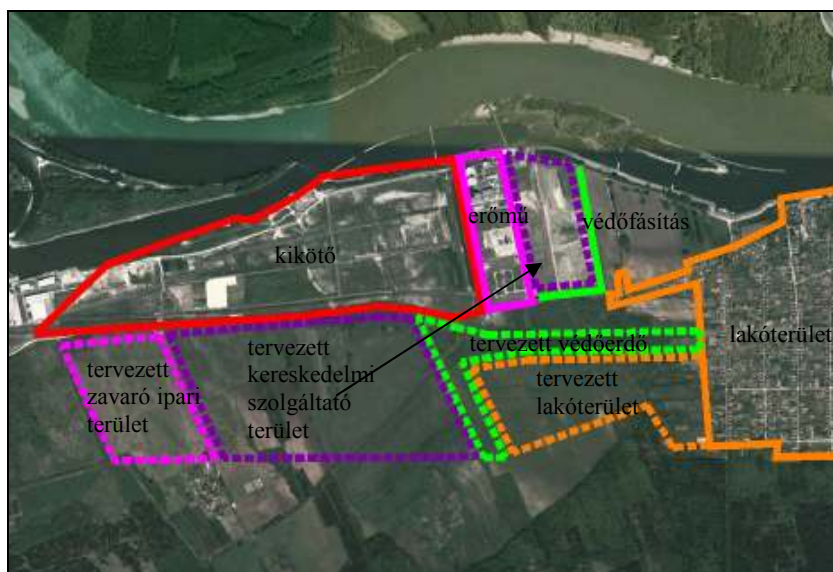 erőmű
védőfásítás
kikötő
lakóterület
tervezett
zavaró ipari
terület
tervezett
kereskedelmi
szolgáltató
terület
tervezett védőerdő
tervezett
lakóterület